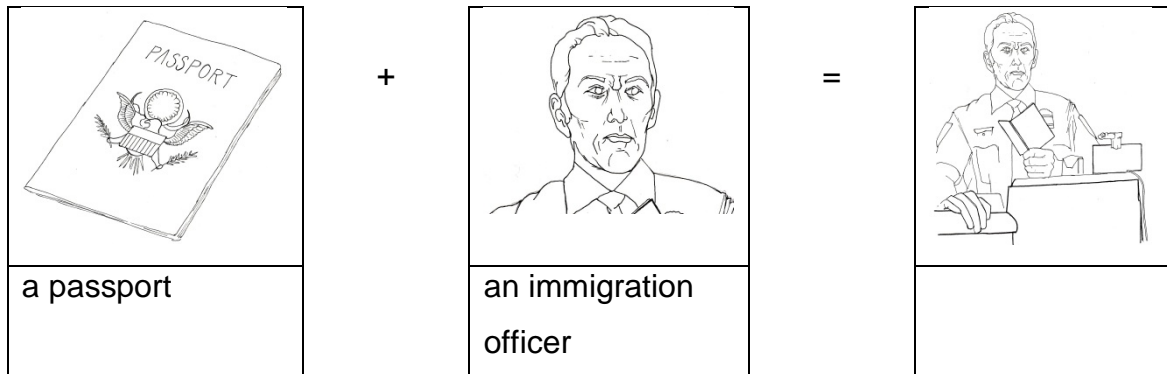 PASSPORT
+
=
a passport
an immigration
officer